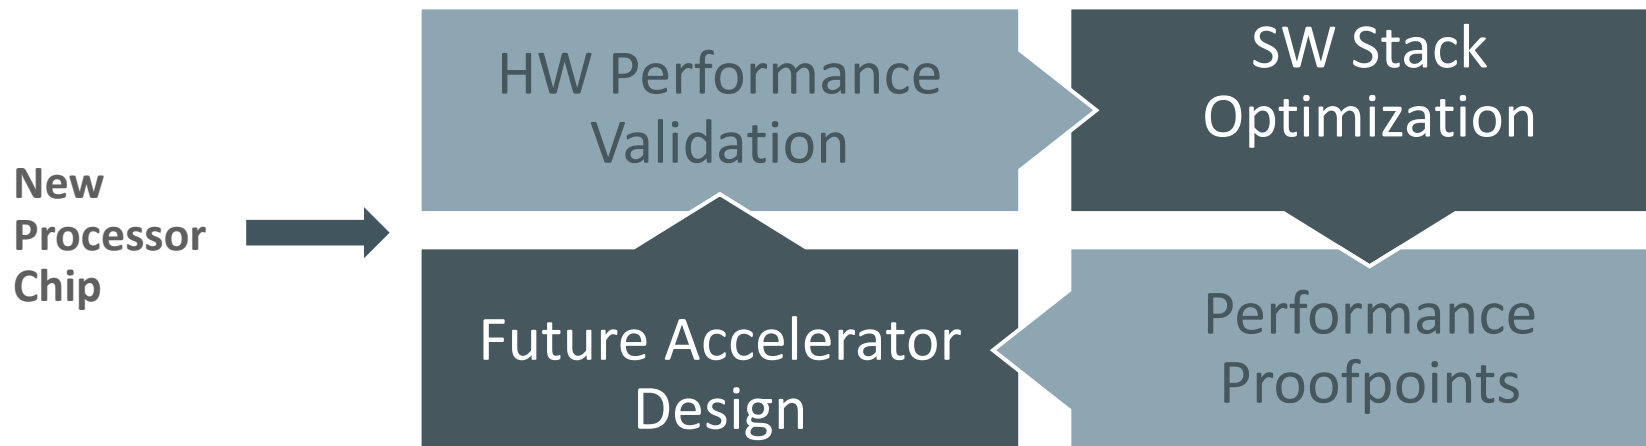 New
Processor
Chip
HW Performance
Validation
SW Stack
Optimization
Future Accelerator
Design
Performance
Proofpoints